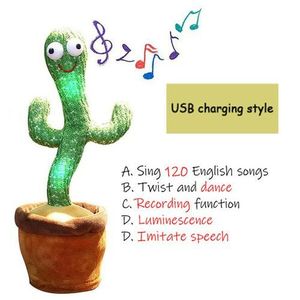 USB charging style
A. Sing 120 English songs
B. Twist and dance
C.Recording function
D. Luminescence
D. Imitate speech